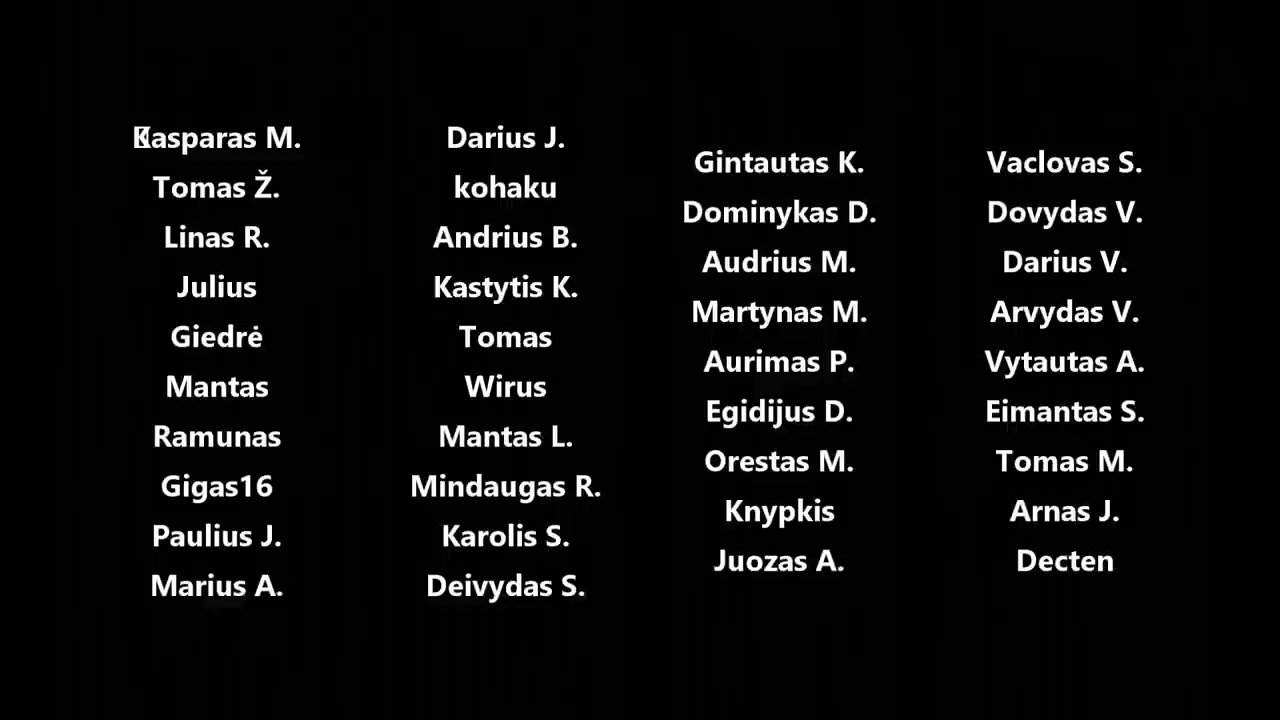 Kasparas M.
Tomas Ž.
Linas R.
Julius
Giedrė
Mantas
Ramunas
Gigas16
Paulius J.
Marius A.
Darius J.
kohaku
Andrius B.
Kastytis K.
Tomas
Wirus
Mantas L.
Mindaugas R.
Karolis S.
Deivydas S.
Gintautas K.
Dominykas D.
Audrius M.
Martynas M.
Aurimas P.
Egidijus D.
Orestas M.
Knypkis
Juozas A.
Vaclovas S.
Dovydas V.
Darius V.
Arvydas V.
Vytautas A.
Eimantas S.
Tomas M.
Arnas J.
Decten